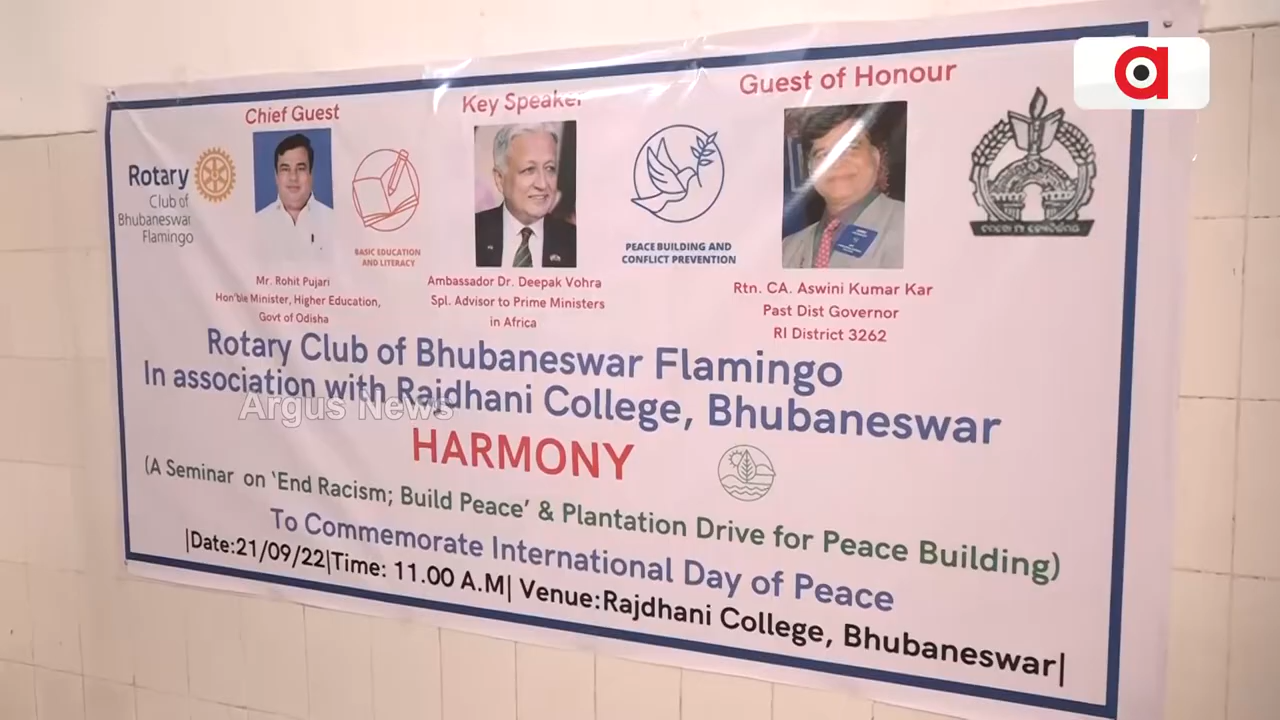 Chief Guest
Key Speaker
Guest of Honour
Rotary
Club of
Bhubaneswar
Flamingo
BASIC EDUCATION
AND LITERACY
PEACE BUILDING AND
CONFLICT PREVENTION
Mr. Rohit Pujari
Hon'ble Minister, Higher Education,
Govt of Odisha
Ambassador Dr. Deepak Vohra
Spl. Advisor to Prime Ministers
in Africa
Rtn. CA. Aswini Kumar Kar
Past Dist Governor
RI District 3262
Rotary Club of Bhubaneswar Flamingo
In association with Rajdhani College, Bhubaneswar
Argus News
HARMONY
(A Seminar on ‘End Racism; Build Peace’ & Plantation Drive for Peace Building)
To Commemorate International Day of Peace
|Date:21/09/22|Time: 11.00 A.M| Venue:Rajdhani College, Bhubaneswar|
a